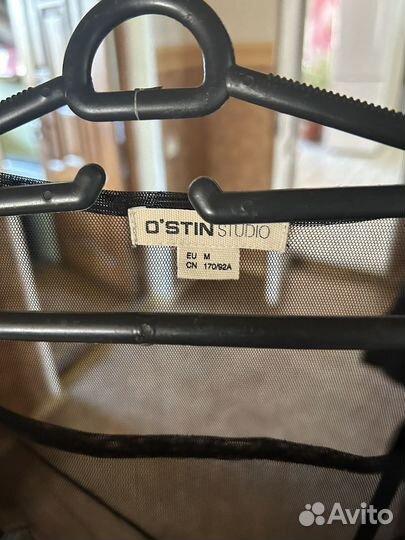 O'STIN STUDIO
EU M
CN 170/92A
Avito